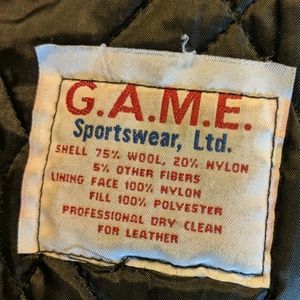 G.A.M.E.
Sportswear, Ltd.
SHELL 75% WOOL, 20% NYLON
5% OTHER FIBERS
LINING FACE 100% NYLON
FILL 100% POLYESTER
PROFESSIONAL DRY CLEAN
FOR LEATHER